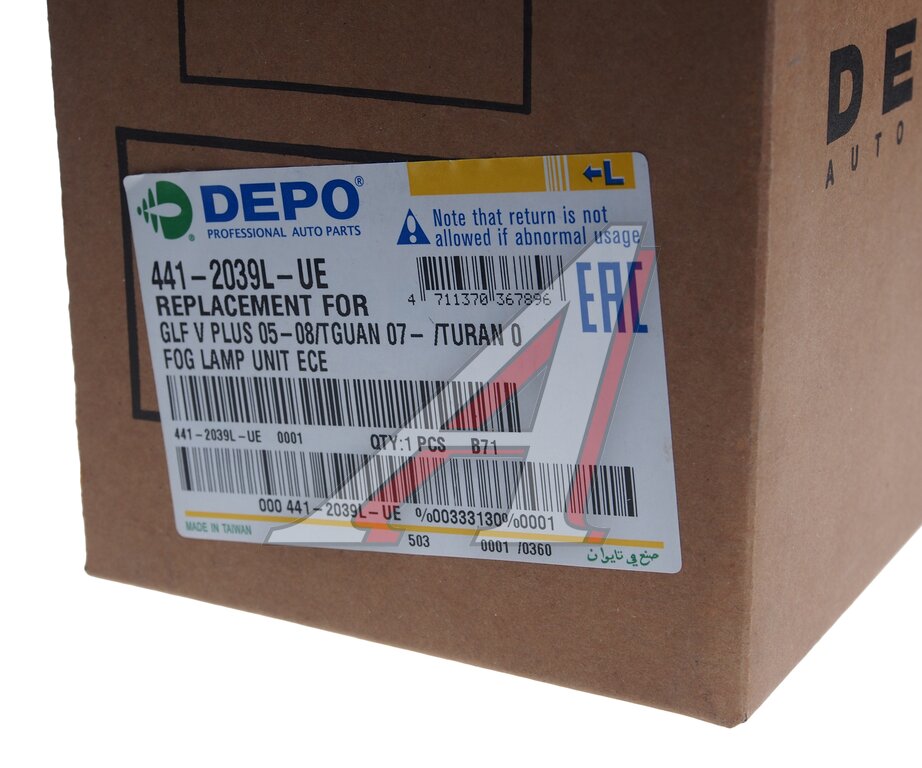 DEPO®
PROFESSIONAL AUTO PARTS
←L
Note that return is not
allowed if abnormal usage
441-2039L-UE
REPLACEMENT FOR
GLF V PLUS 05-08/TGUAN 07- /TURAN 0
FOG LAMP UNIT ECE
4 711370 367896
EAC
441-2039L-UE 0001 QTY:1 PCS B71
000 441-2039L-UE %00333130%0001
MADE IN TAIWAN
503 0001 /0360
صنع في تايوان
DE
AUTO